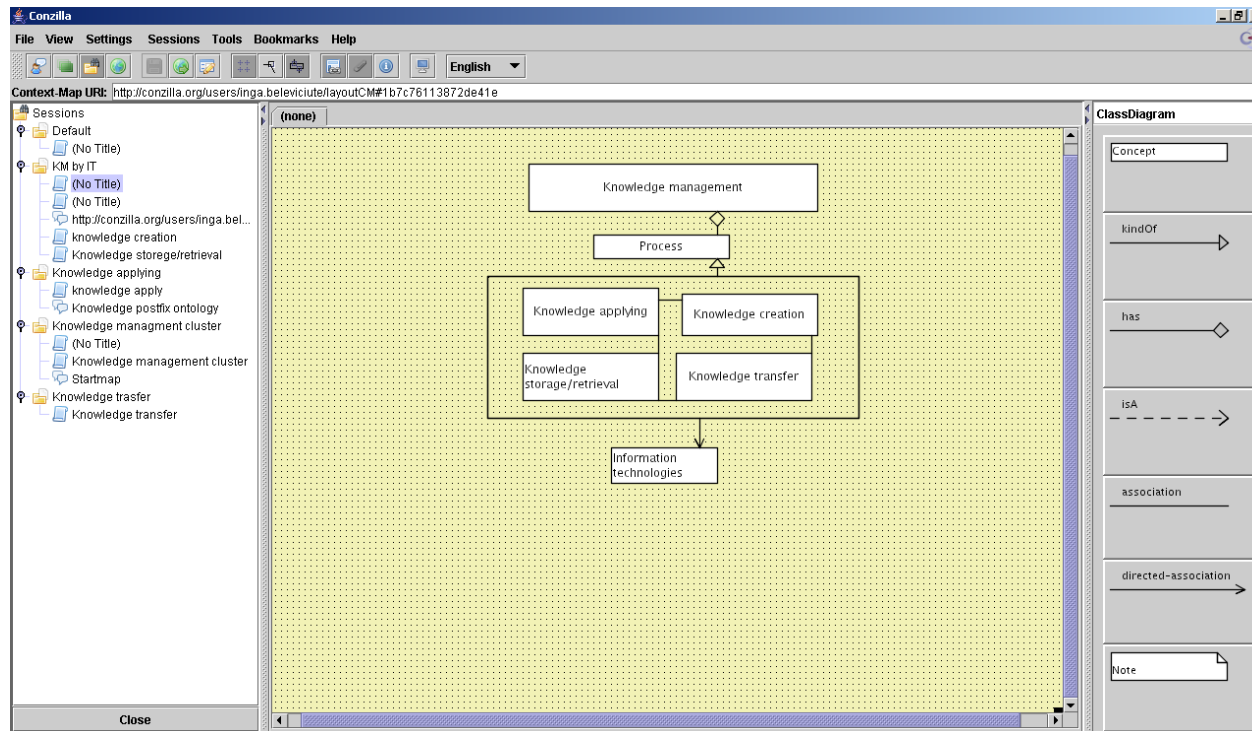 Conzilla
File View Settings Sessions Tools Bookmarks Help
English
Context-Map URI: http://conzilla.org/users/inga.beleviciute/layoutCM#1b7c76113872de41e
Sessions
Default
(No Title)
KM by IT
(No Title)
(No Title)
http://conzilla.org/users/inga.bel...
knowledge creation
Knowledge storege/retrieval
Knowledge applying
knowledge apply
Knowledge postfix ontology
Knowledge managment cluster
(No Title)
Knowledge management cluster
Startmap
Knowledge trasfer
Knowledge transfer
Close
(none)
Knowledge management
Process
Knowledge applying
Knowledge creation
Knowledge
storage/retrieval
Knowledge transfer
Information
technologies
ClassDiagram
Concept
kindOf
has
isA
association
directed-association
Note